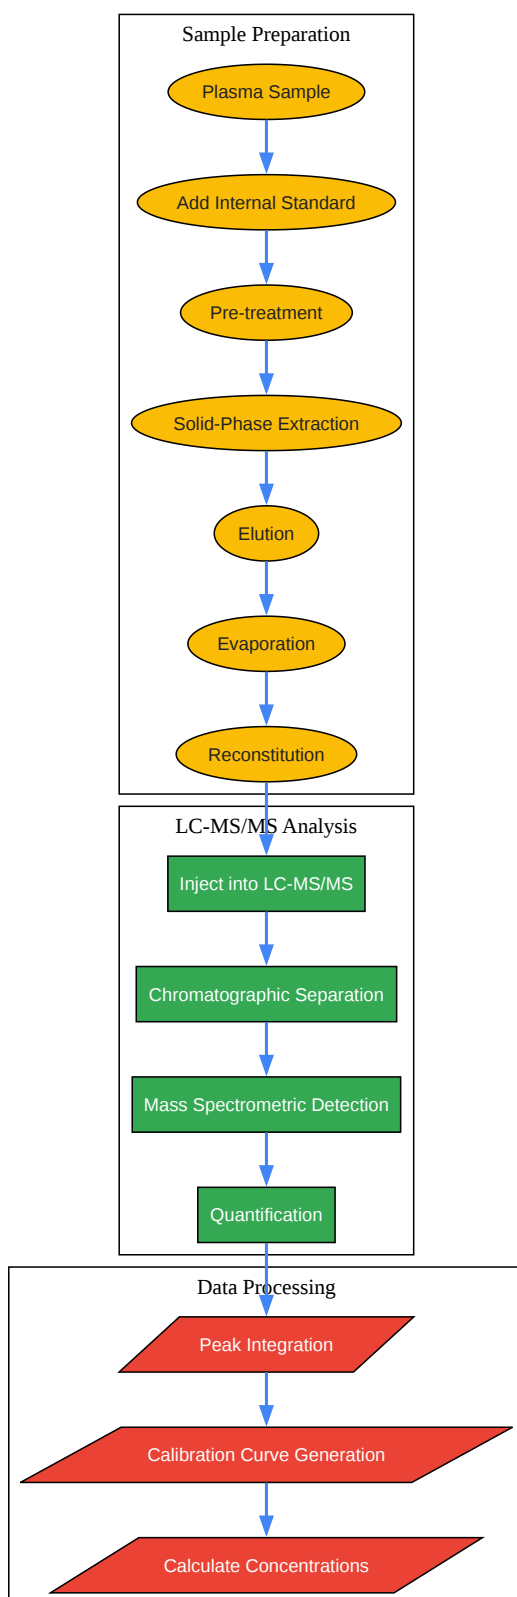 Sample Preparation
Plasma Sample
Add Internal Standard
Pre-treatment
Solid-Phase Extraction
Elution
Evaporation
Reconstitution
LC-MS/MS Analysis
Inject into LC-MS/MS
Chromatographic Separation
Mass Spectrometric Detection
Quantification
Data Processing
Peak Integration
Calibration Curve Generation
Calculate Concentrations